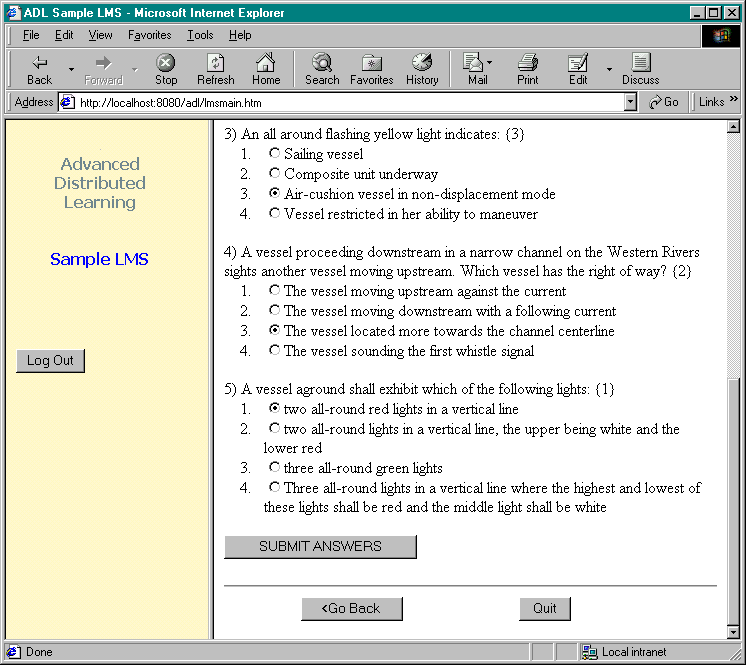 ADL Sample LMS - Microsoft Internet Explorer
File Edit View Favorites Tools Help
Back Forward Stop Refresh Home Search Favorites History Mail Print Edit Discuss
Address http://localhost:8080/adl/lmsmain.htm Go Links »
Advanced
Distributed
Learning
Sample LMS
Log Out
3) An all around flashing yellow light indicates: {3}
1. Sailing vessel
2. Composite unit underway
3. Air-cushion vessel in non-displacement mode
4. Vessel restricted in her ability to maneuver
4) A vessel proceeding downstream in a narrow channel on the Western Rivers
sights another vessel moving upstream. Which vessel has the right of way? {2}
1. The vessel moving upstream against the current
2. The vessel moving downstream with a following current
3. The vessel located more towards the channel centerline
4. The vessel sounding the first whistle signal
5) A vessel aground shall exhibit which of the following lights: {1}
1. two all-round red lights in a vertical line
2. two all-round lights in a vertical line, the upper being white and the
lower red
3. three all-round green lights
4. Three all-round lights in a vertical line where the highest and lowest of
these lights shall be red and the middle light shall be white
SUBMIT ANSWERS
<Go Back Quit
Done Local intranet